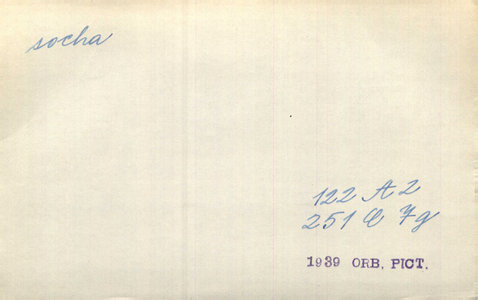 socha
122 A 2
251 C 7g
1939 ORB. PICT.